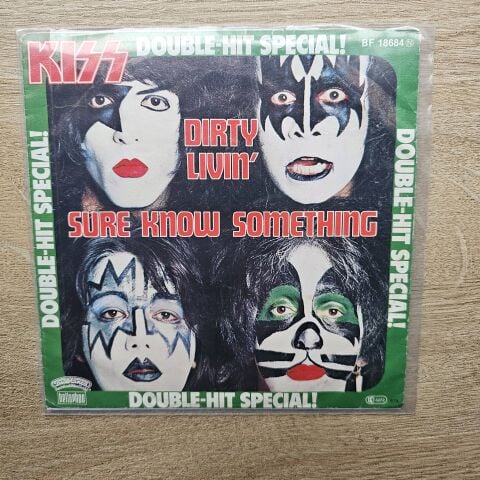 KISS
DOUBLE-HIT SPECIAL!
BF 18684
DIRTY
LIVIN'
SURE KNOW SOMETHING
DOUBLE-HIT SPECIAL!
DOUBLE-HIT SPECIAL!
bellaphon
DOUBLE-HIT SPECIAL!